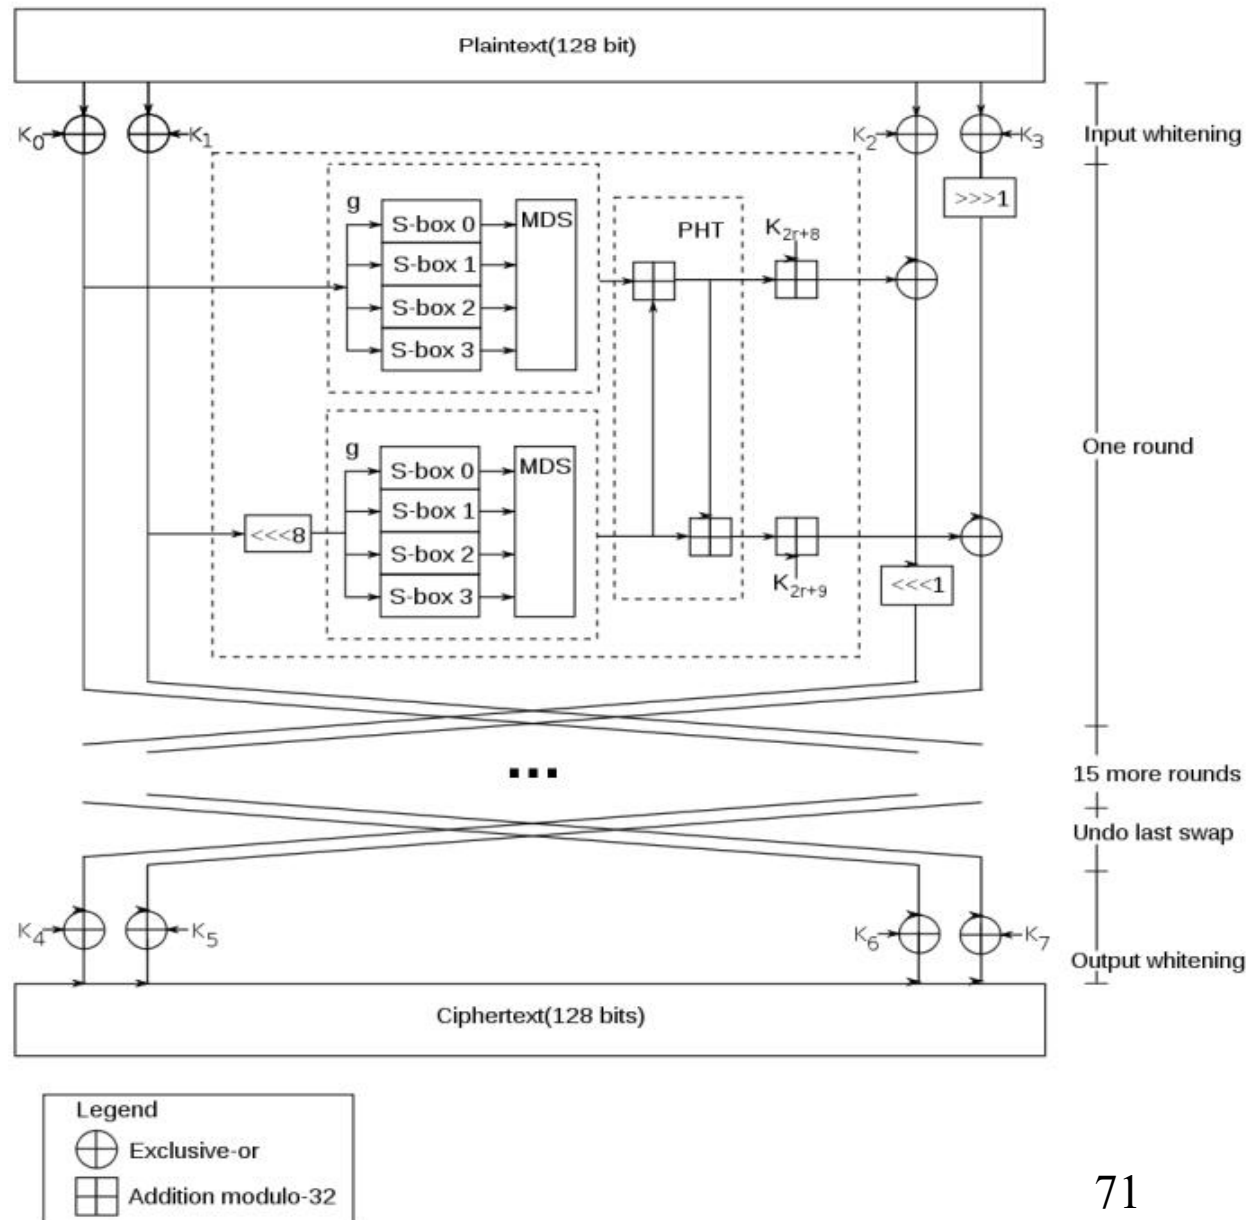 Plaintext(128 bit)
K0 K1 K2 K3 Input whitening
>>>1
g S-box 0 MDS PHT K2r+8
S-box 1
S-box 2
S-box 3
One round
g S-box 0 MDS
S-box 1
<<<8
S-box 2
S-box 3
K2r+9 <<<1
...
15 more rounds
Undo last swap
K4 K5 K6 K7
Output whitening
Ciphertext(128 bits)
Legend
Exclusive-or
Addition modulo-32
71